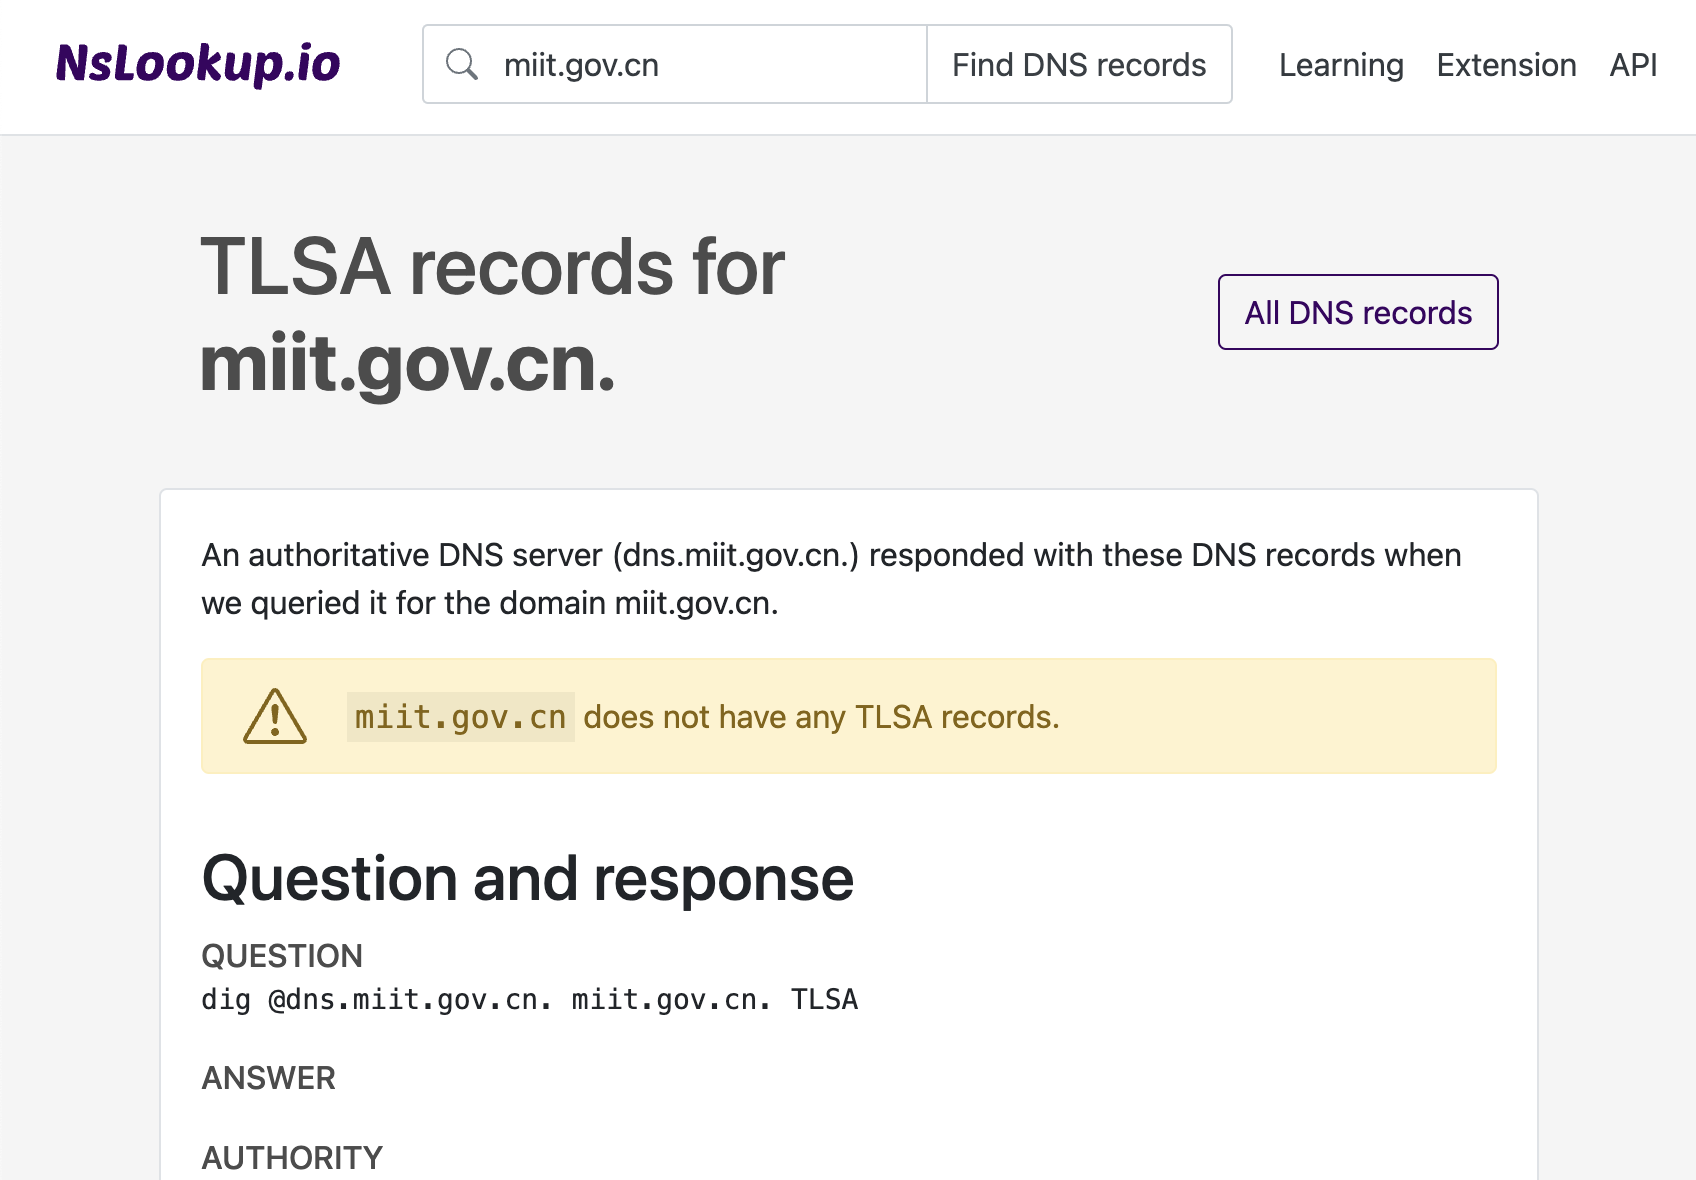 NsLookup.io
miit.gov.cn
Find DNS records
Learning
Extension
API
TLSA records for
miit.gov.cn.
All DNS records
An authoritative DNS server (dns.miit.gov.cn.) responded with these DNS records when
we queried it for the domain miit.gov.cn.
miit.gov.cn does not have any TLSA records.
Question and response
QUESTION
dig @dns.miit.gov.cn. miit.gov.cn. TLSA
ANSWER
AUTHORITY